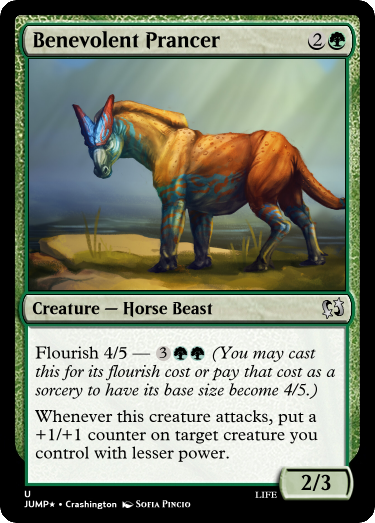 Benevolent Prancer 2
Creature — Horse Beast
Flourish 4/5 — 3 (You may cast
this for its flourish cost or pay that cost as a
sorcery to have its base size become 4/5.)
Whenever this creature attacks, put a
+1/+1 counter on target creature you
control with lesser power.
2/3
U
JUMP★ • Crashington Sofia Pincio
LIFE